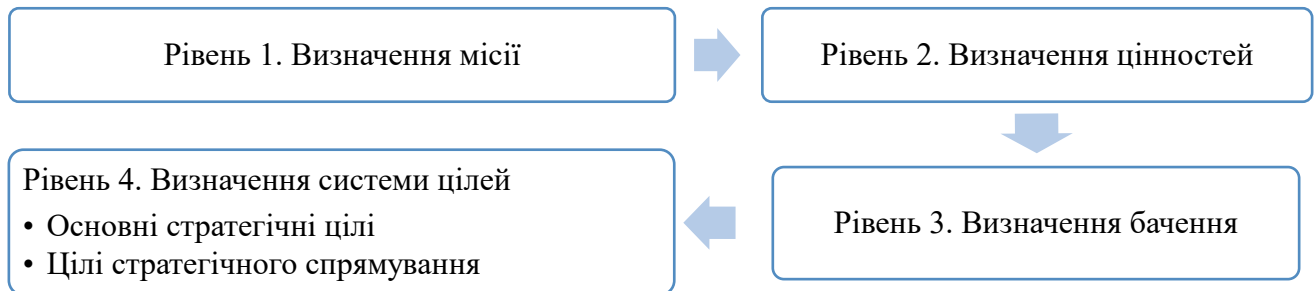 Рівень 1. Визначення місії
Рівень 2. Визначення цінностей
Рівень 3. Визначення бачення
Рівень 4. Визначення системи цілей
• Основні стратегічні цілі
• Цілі стратегічного спрямування